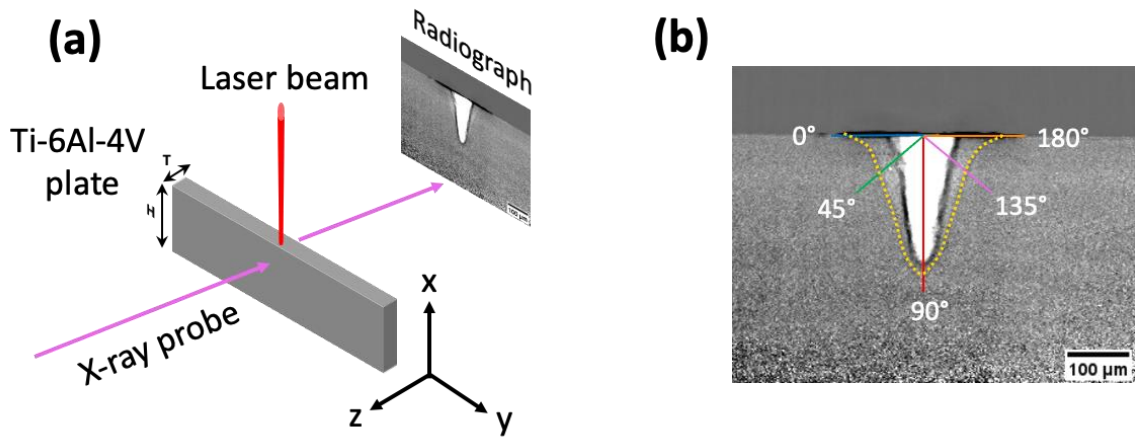 (a)
Laser beam
Radiograph
100 µm
Ti-6Al-4V
plate
T
H
X-ray probe
x
y
z
(b)
0°
180°
45°
135°
90°
100 µm